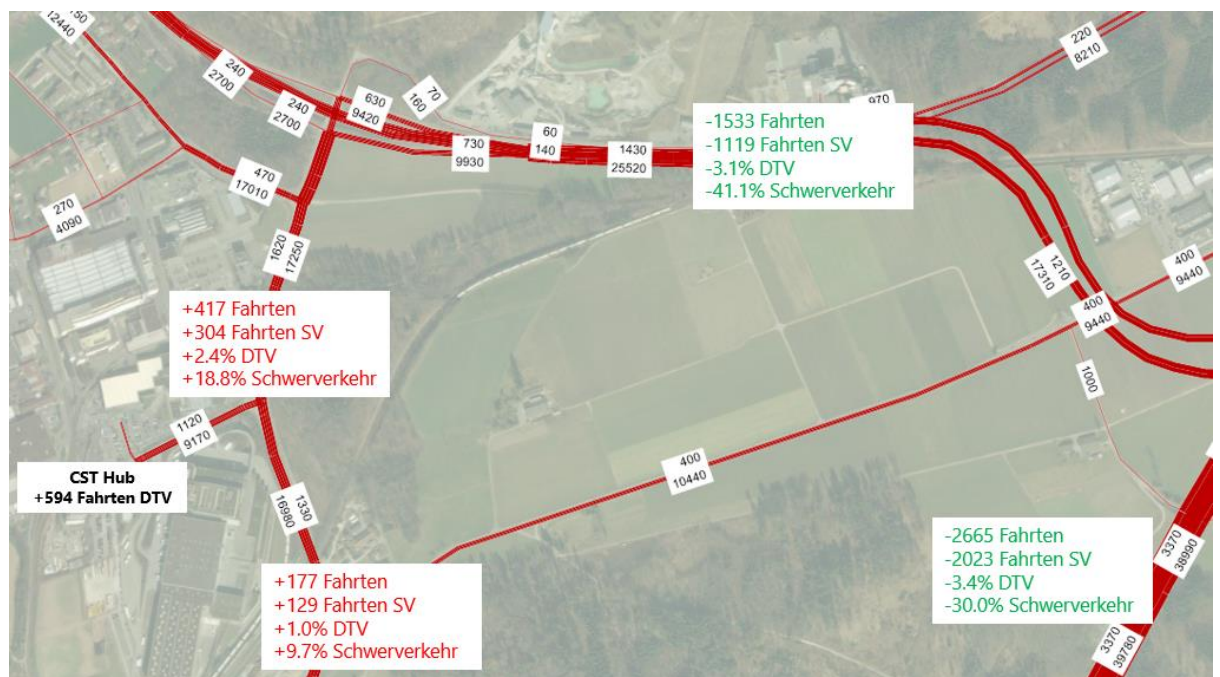 150
12440
240
2700
240
2700
630
9420
70
160
730
9930
60
140
1430
25520
970
220
8210
-1533 Fahrten
-1119 Fahrten SV
-3.1% DTV
-41.1% Schwerverkehr
470
17010
270
4090
1620
17250
1210
17310
400
9440
400
9440
1000
+417 Fahrten
+304 Fahrten SV
+2.4% DTV
+18.8% Schwerverkehr
1120
9170
CST Hub
+594 Fahrten DTV
1330
16980
400
10440
+177 Fahrten
+129 Fahrten SV
+1.0% DTV
+9.7% Schwerverkehr
-2665 Fahrten
-2023 Fahrten SV
-3.4% DTV
-30.0% Schwerverkehr
3370
38990
3370
39780